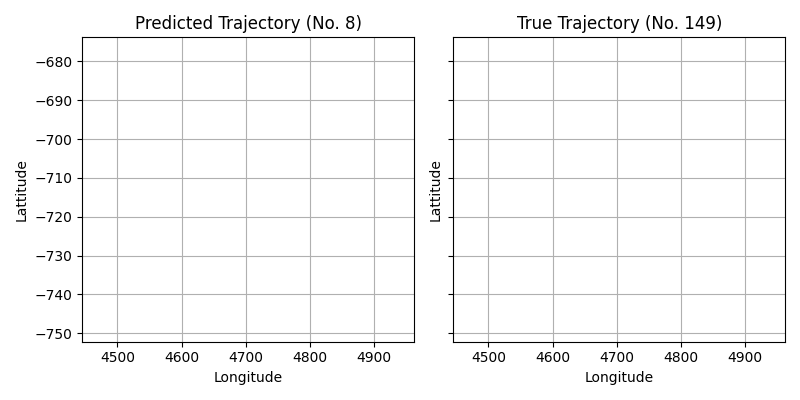 Predicted Trajectory (No. 8)
True Trajectory (No. 149)
−680
−690
−700
−710
−720
−730
−740
−750
Lattitude
Lattitude
4500 4600 4700 4800 4900
4500 4600 4700 4800 4900
Longitude
Longitude